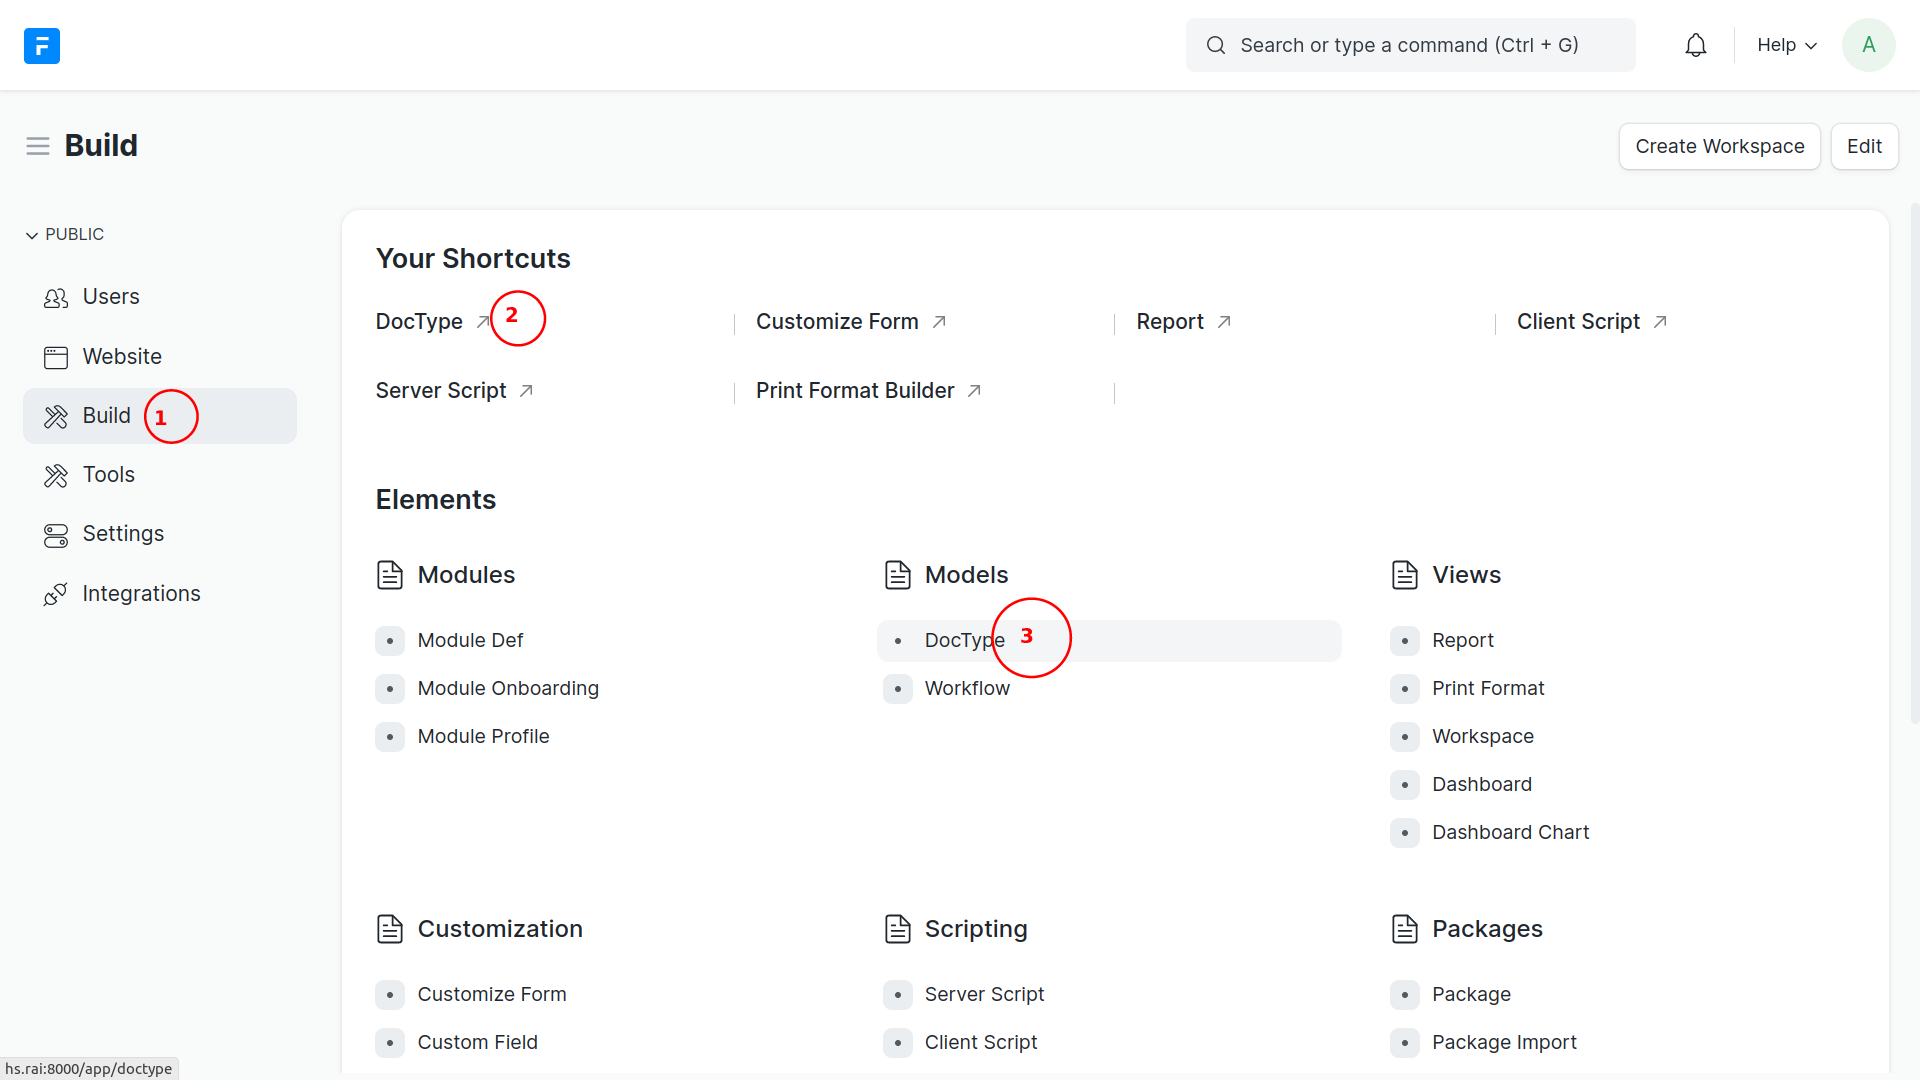 F
Search or type a command (Ctrl + G)
Help
A
Build
Create Workspace
Edit
PUBLIC
Users
Website
Build
1
Tools
Settings
Integrations
Your Shortcuts
DocType
2
Customize Form
Report
Client Script
Server Script
Print Format Builder
Elements
Modules
Module Def
Module Onboarding
Module Profile
Models
DocType
3
Workflow
Views
Report
Print Format
Workspace
Dashboard
Dashboard Chart
Customization
Customize Form
Custom Field
Scripting
Server Script
Client Script
Packages
Package
Package Import
hs.rai:8000/app/doctype